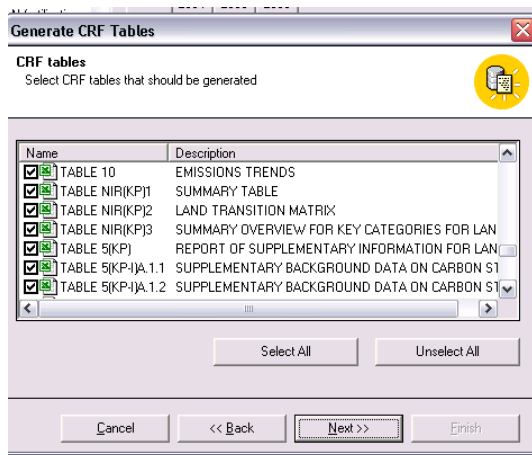 Generate CRF Tables
CRF tables
Select CRF tables that should be generated
Name Description
TABLE 10 EMISSIONS TRENDS
TABLE NIR(KP)1 SUMMARY TABLE
TABLE NIR(KP)2 LAND TRANSITION MATRIX
TABLE NIR(KP)3 SUMMARY OVERVIEW FOR KEY CATEGORIES FOR LAN
TABLE 5(KP) REPORT OF SUPPLEMENTARY INFORMATION FOR LAN
TABLE 5(KP-I)A.1.1 SUPPLEMENTARY BACKGROUND DATA ON CARBON ST
TABLE 5(KP-I)A.1.2 SUPPLEMENTARY BACKGROUND DATA ON CARBON ST
Select All Unselect All
Cancel << Back Next >> Finish